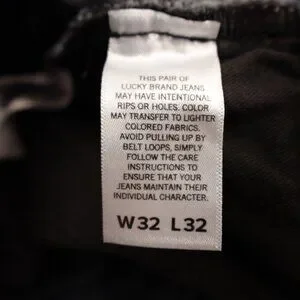 THIS PAIR OF
LUCKY BRAND JEANS
MAY HAVE INTENTIONAL
RIPS OR HOLES. COLOR
MAY TRANSFER TO LIGHTER
COLORED FABRICS.
AVOID PULLING UP BY
BELT LOOPS, SIMPLY
FOLLOW THE CARE
INSTRUCTIONS TO
ENSURE THAT YOUR
JEANS MAINTAIN THEIR
INDIVIDUAL CHARACTER.
W32 L32